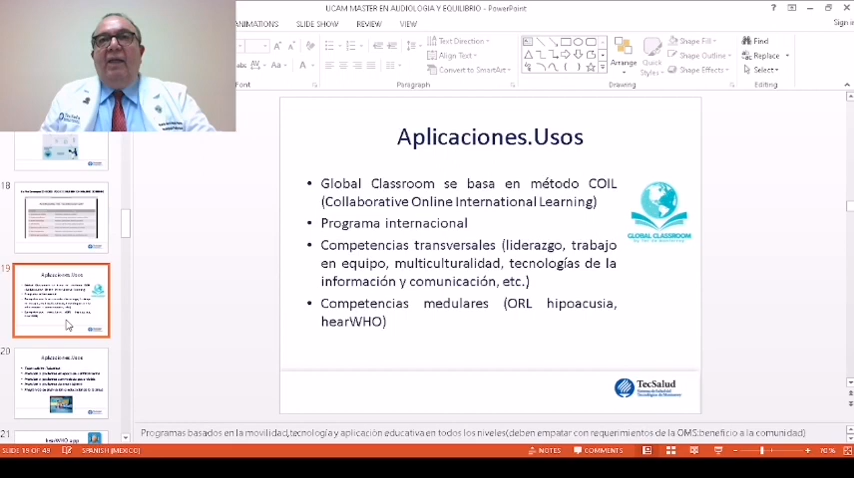 UCAM MASTER EN AUDIOLOGIA Y EQUILIBRIO - PowerPoint
Sign in
ANIMATIONS SLIDE SHOW REVIEW VIEW
Text Direction
Align Text
Convert to SmartArt
Arrange
Quick
Styles
Shape Fill
Shape Outline
Shape Effects
Find
Replace
Select
Paragraph
Drawing
Editing
TecSalud
18
19
Aplicaciones.Usos
20
Aplicaciones.Usos
21
hearWHO app
Aplicaciones.Usos
• Global Classroom se basa en método COIL
(Collaborative Online International Learning)
• Programa internacional
• Competencias transversales (liderazgo, trabajo
en equipo, multiculturalidad, tecnologías de la
información y comunicación, etc.)
• Competencias medulares (ORL hipoacusia,
hearWHO)
GLOBAL CLASSROOM
TecSalud
Programas basados en la movilidad,tecnología y aplicación educativa en todos los niveles(deben empatar con requerimientos de la OMS:beneficio a la comunidad)
SLIDE 19 OF 49 SPANISH (MEXICO) NOTES COMMENTS 70%